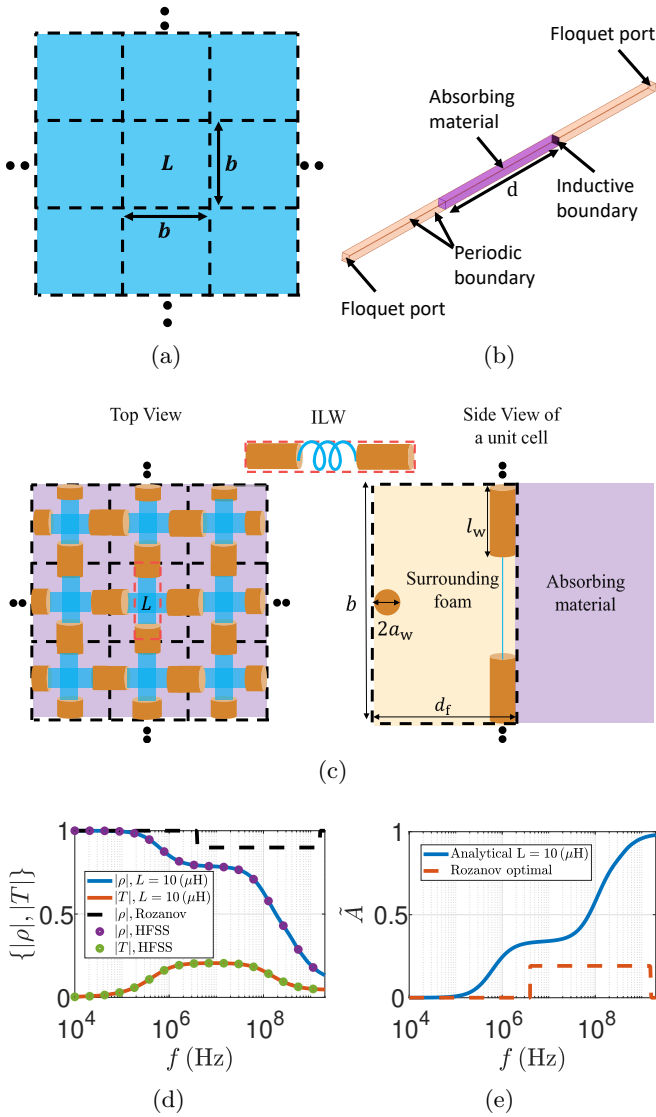 L
b
b
(a)
Floquet port
Absorbing
material
Inductive
boundary
d
Periodic
boundary
Floquet port
(b)
Top View
ILW
Side View of
a unit cell
L
l_w
b
Surrounding
foam
2a_w
d_f
Absorbing
material
(c)
{|ρ|, |T|}
1
0.5
0
|ρ|, L = 10 (μH)
|T|, L = 10 (μH)
|ρ|, Rozanov
|ρ|, HFSS
|T|, HFSS
10^4 10^6 10^8
f (Hz)
(d)
Ã
1
0.5
0
Analytical L = 10 (μH)
Rozanov optimal
10^4 10^6 10^8
f (Hz)
(e)